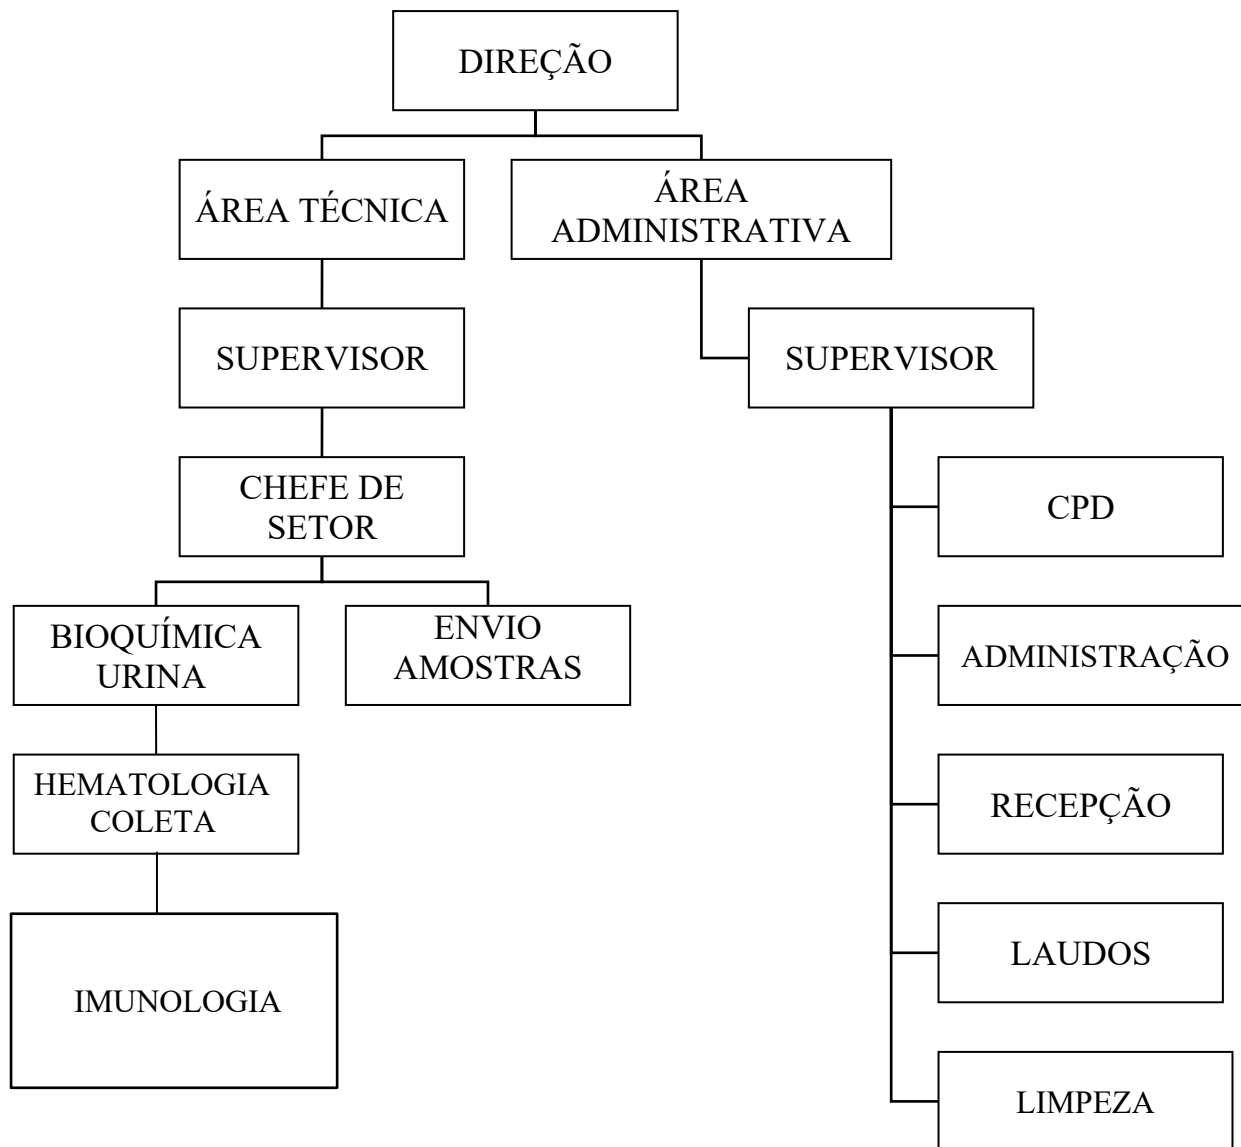 DIREÇÃO
ÁREA TÉCNICA
ÁREA
ADMINISTRATIVA
SUPERVISOR
SUPERVISOR
CHEFE DE
SETOR
CPD
BIOQUÍMICA
URINA
ENVIO
AMOSTRAS
ADMINISTRAÇÃO
HEMATOLOGIA
COLETA
RECEPÇÃO
IMUNOLOGIA
LAUDOS
LIMPEZA